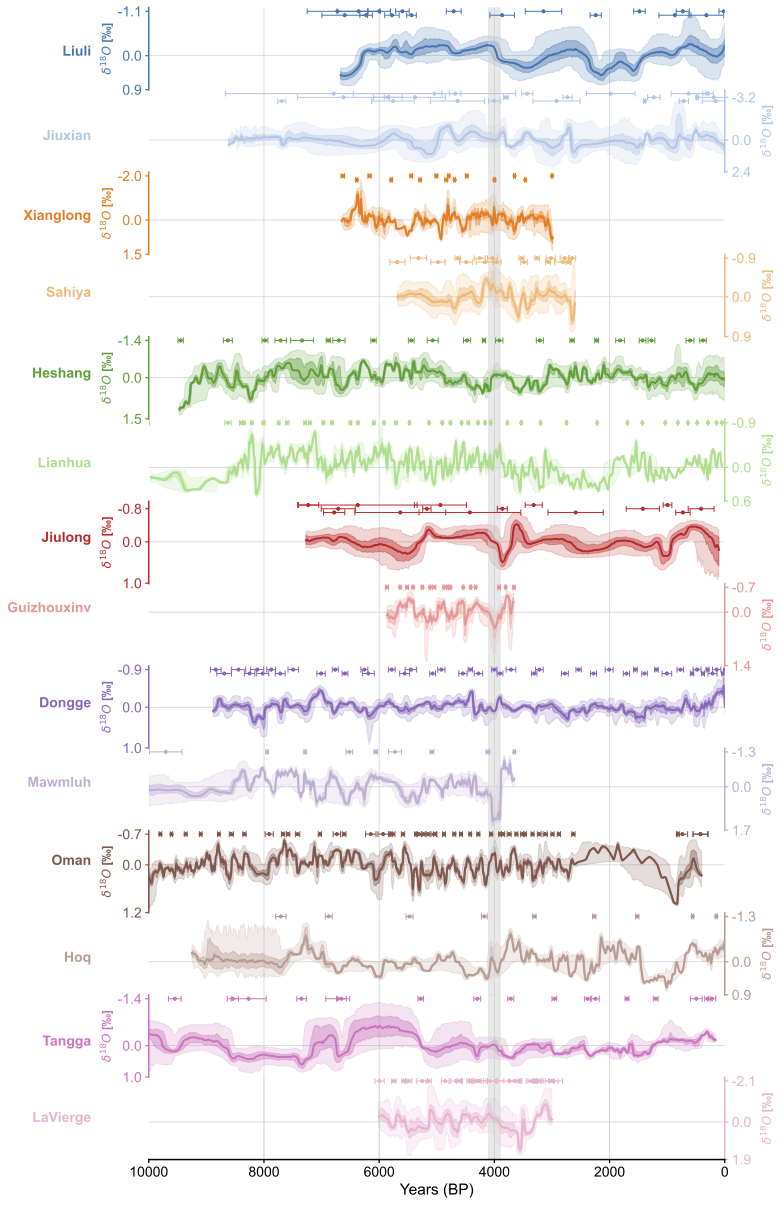 -1.1
Liuli
0.0
δ¹⁸O [‰]
0.9
-3.2
Jiuxian
0.0
δ¹⁸O [‰]
2.4
-2.0
Xianglong
0.0
δ¹⁸O [‰]
1.5
-0.9
Sahiya
0.0
δ¹⁸O [‰]
0.9
-1.4
Heshang
0.0
δ¹⁸O [‰]
1.5
-0.9
Lianhua
0.0
δ¹⁸O [‰]
0.6
-0.8
Jiulong
0.0
δ¹⁸O [‰]
1.0
-0.7
Guizhouxinv
0.0
δ¹⁸O [‰]
1.4
-0.9
Dongge
0.0
δ¹⁸O [‰]
1.0
-1.3
Mawmluh
0.0
δ¹⁸O [‰]
1.7
-0.7
Oman
0.0
δ¹⁸O [‰]
1.2
-1.3
Hoq
0.0
δ¹⁸O [‰]
0.9
-1.4
Tangga
0.0
δ¹⁸O [‰]
1.0
-2.1
LaVierge
0.0
δ¹⁸O [‰]
1.9
10000 8000 6000 4000 2000 0
Years (BP)